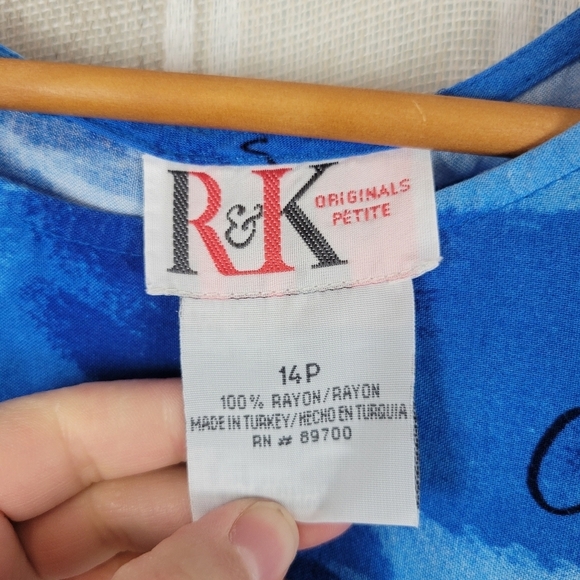 R&K
ORIGINALS
PETITE
14P
100% RAYON/RAYON
MADE IN TURKEY/HECHO EN TURQUIA
RN # 89700